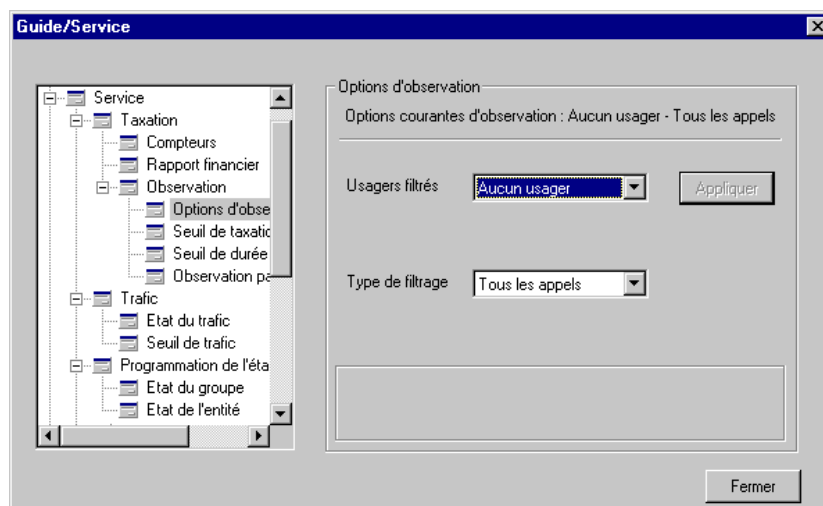 Guide/Service
Service
Taxation
Compteurs
Rapport financier
Observation
Options d'obse
Seuil de taxatio
Seuil de durée
Observation pa
Trafic
Etat du trafic
Seuil de trafic
Programmation de l'éta
Etat du groupe
Etat de l'entité
Options d'observation
Options courantes d'observation : Aucun usager - Tous les appels
Usagers filtrés
Aucun usager
Appliquer
Type de filtrage
Tous les appels
Fermer